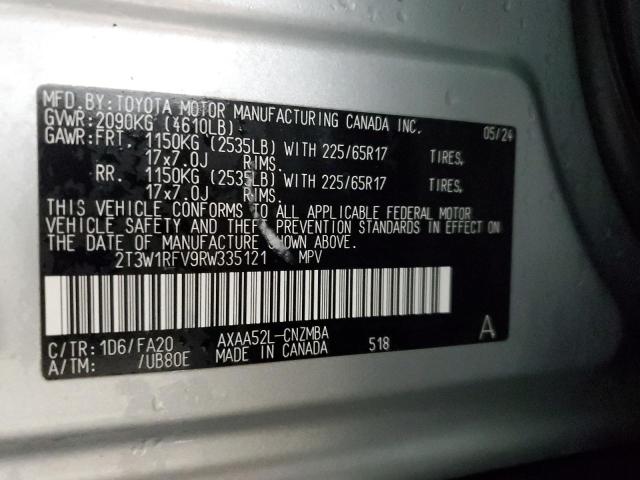 MFD. BY: TOYOTA MOTOR MANUFACTURING CANADA INC.
GVWR: 2090KG (4610LB) 05/24
GAWR: FRT. 1150KG (2535LB) WITH 225/65R17 TIRES,
17x7.0J RIMS.
RR. 1150KG (2535LB) WITH 225/65R17 TIRES,
17x7.0J RIMS.
THIS VEHICLE CONFORMS TO ALL APPLICABLE FEDERAL MOTOR
VEHICLE SAFETY AND THEFT PREVENTION STANDARDS IN EFFECT ON
THE DATE OF MANUFACTURE SHOWN ABOVE.
2T3W1RFV9RW335121 MPV
C/TR: 1D6/FA20 AXAA52L-CNZMBA
A/TM: /UB80E MADE IN CANADA 518 A